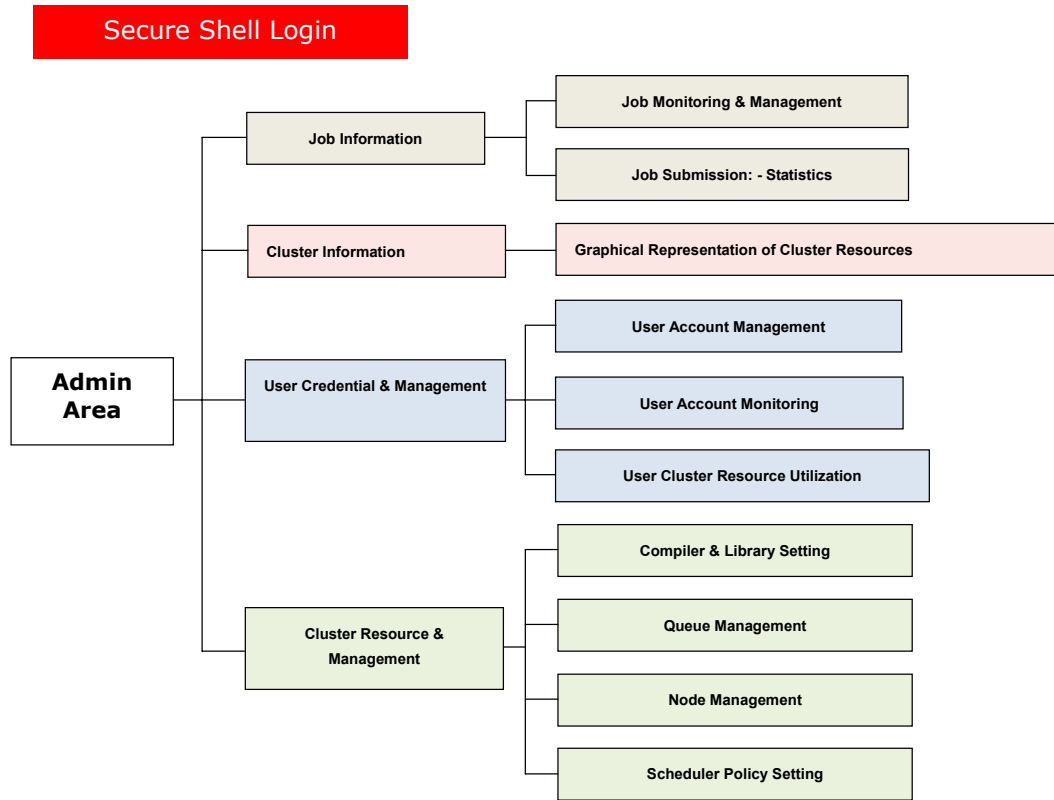 Secure Shell Login
Admin
Area
Job Information
Job Monitoring & Management
Job Submission: - Statistics
Cluster Information
Graphical Representation of Cluster Resources
User Credential & Management
User Account Management
User Account Monitoring
User Cluster Resource Utilization
Cluster Resource &
Management
Compiler & Library Setting
Queue Management
Node Management
Scheduler Policy Setting